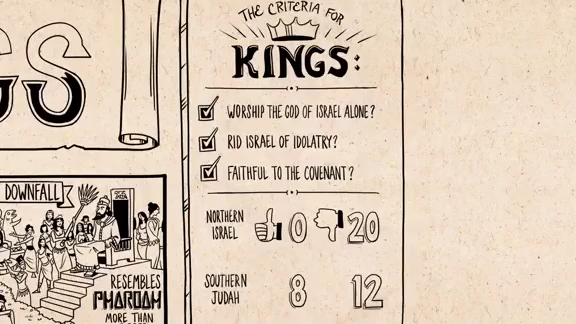 GS
THE CRITERIA FOR
KINGS:
WORSHIP THE GOD OF ISRAEL ALONE?
RID ISRAEL OF IDOLATRY?
FAITHFUL TO THE COVENANT?
NORTHERN
ISRAEL
0 20
SOUTHERN
JUDAH
8 12
DOWNFALL
RESEMBLES
PHAROAH
MORE THAN